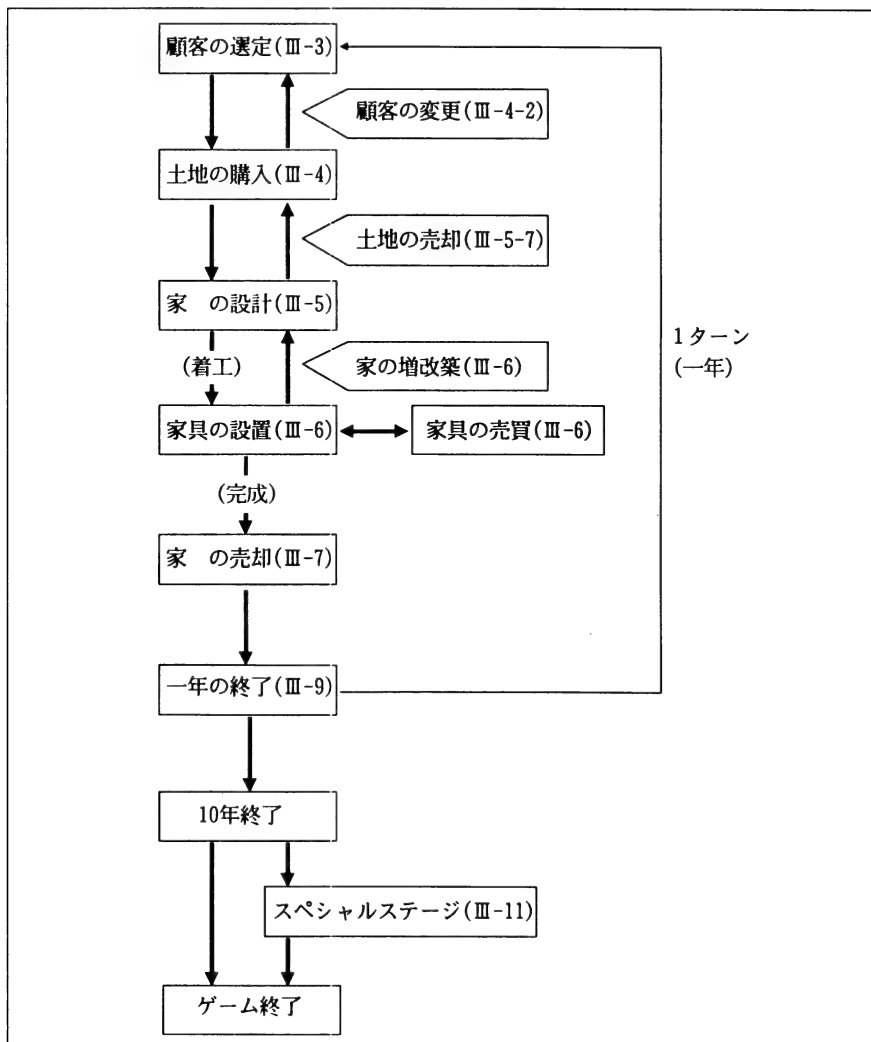 顧客の選定(Ⅲ-3)
顧客の変更(Ⅲ-4-2)
土地の購入(Ⅲ-4)
土地の売却(Ⅲ-5-7)
家　の設計(Ⅲ-5)
1ターン
(一年)
(着工)
家の増改築(Ⅲ-6)
家具の設置(Ⅲ-6)
家具の売買(Ⅲ-6)
(完成)
家　の売却(Ⅲ-7)
一年の終了(Ⅲ-9)
10年終了
スペシャルステージ(Ⅲ-11)
ゲーム終了